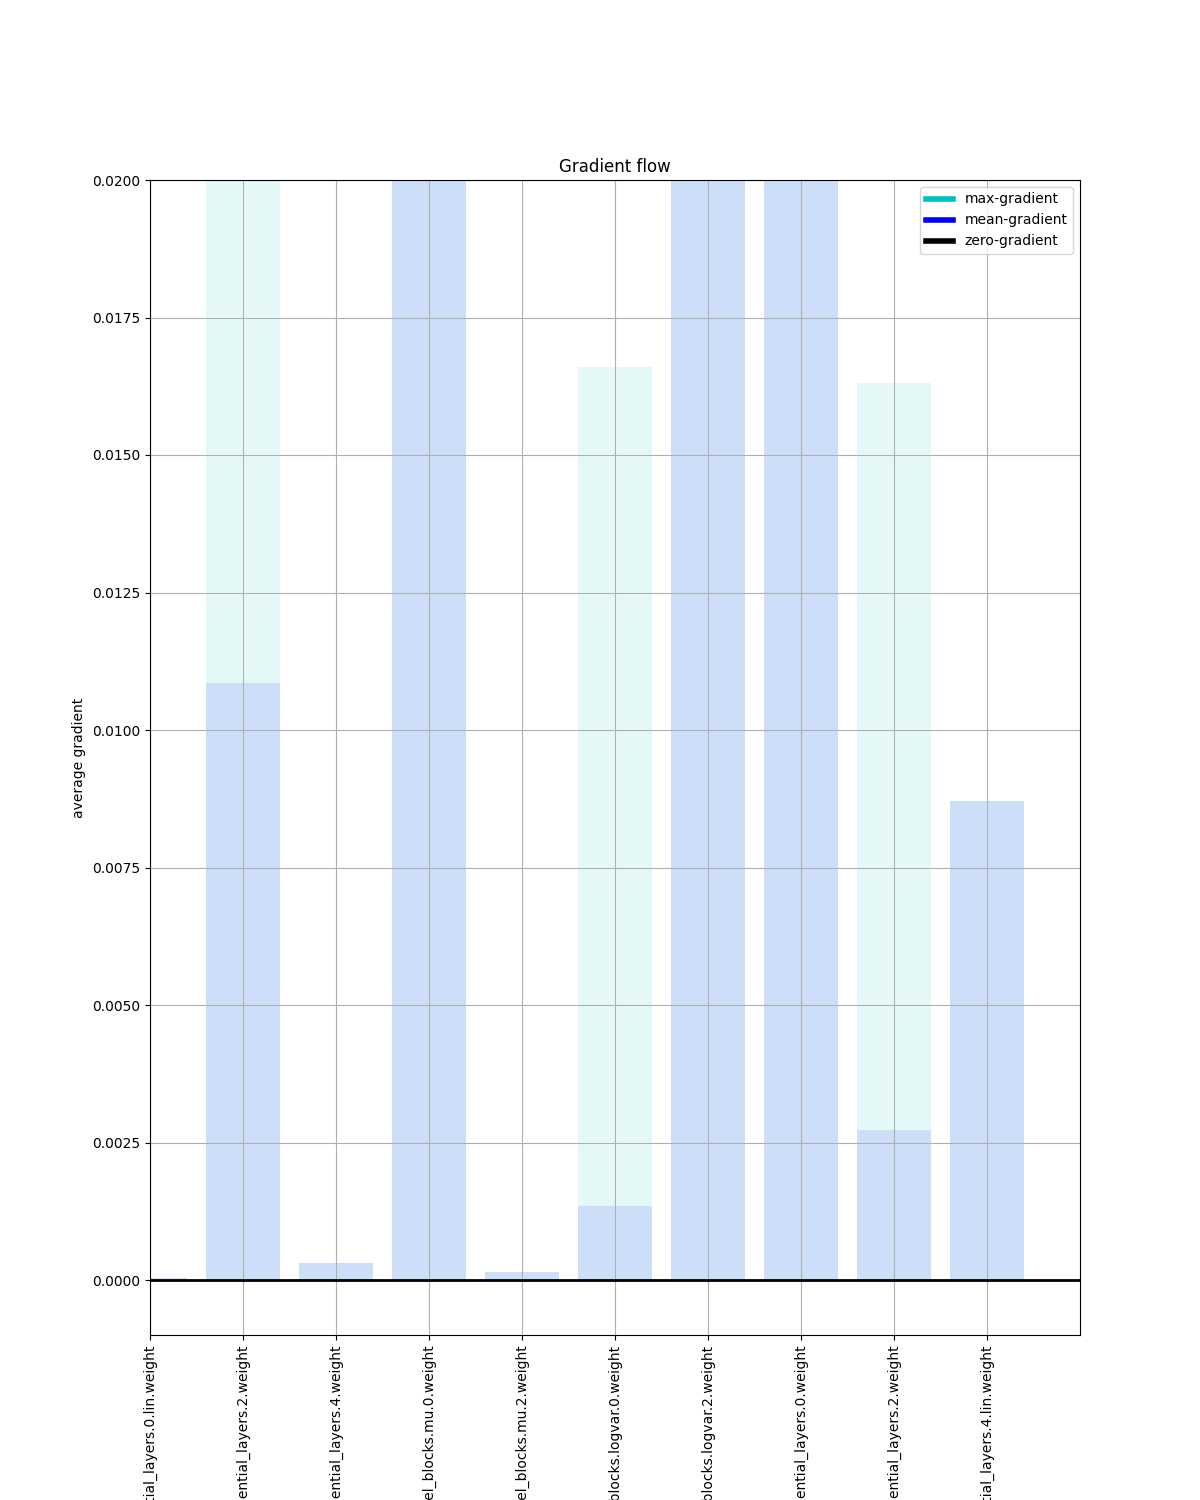 Gradient flow
max-gradient
mean-gradient
zero-gradient
average gradient
0.0200
0.0175
0.0150
0.0125
0.0100
0.0075
0.0050
0.0025
0.0000
tial_layers.0.lin.weight
ential_layers.2.weight
ential_layers.4.weight
el_blocks.mu.0.weight
el_blocks.mu.2.weight
blocks.logvar.0.weight
blocks.logvar.2.weight
ential_layers.0.weight
ential_layers.2.weight
tial_layers.4.lin.weight